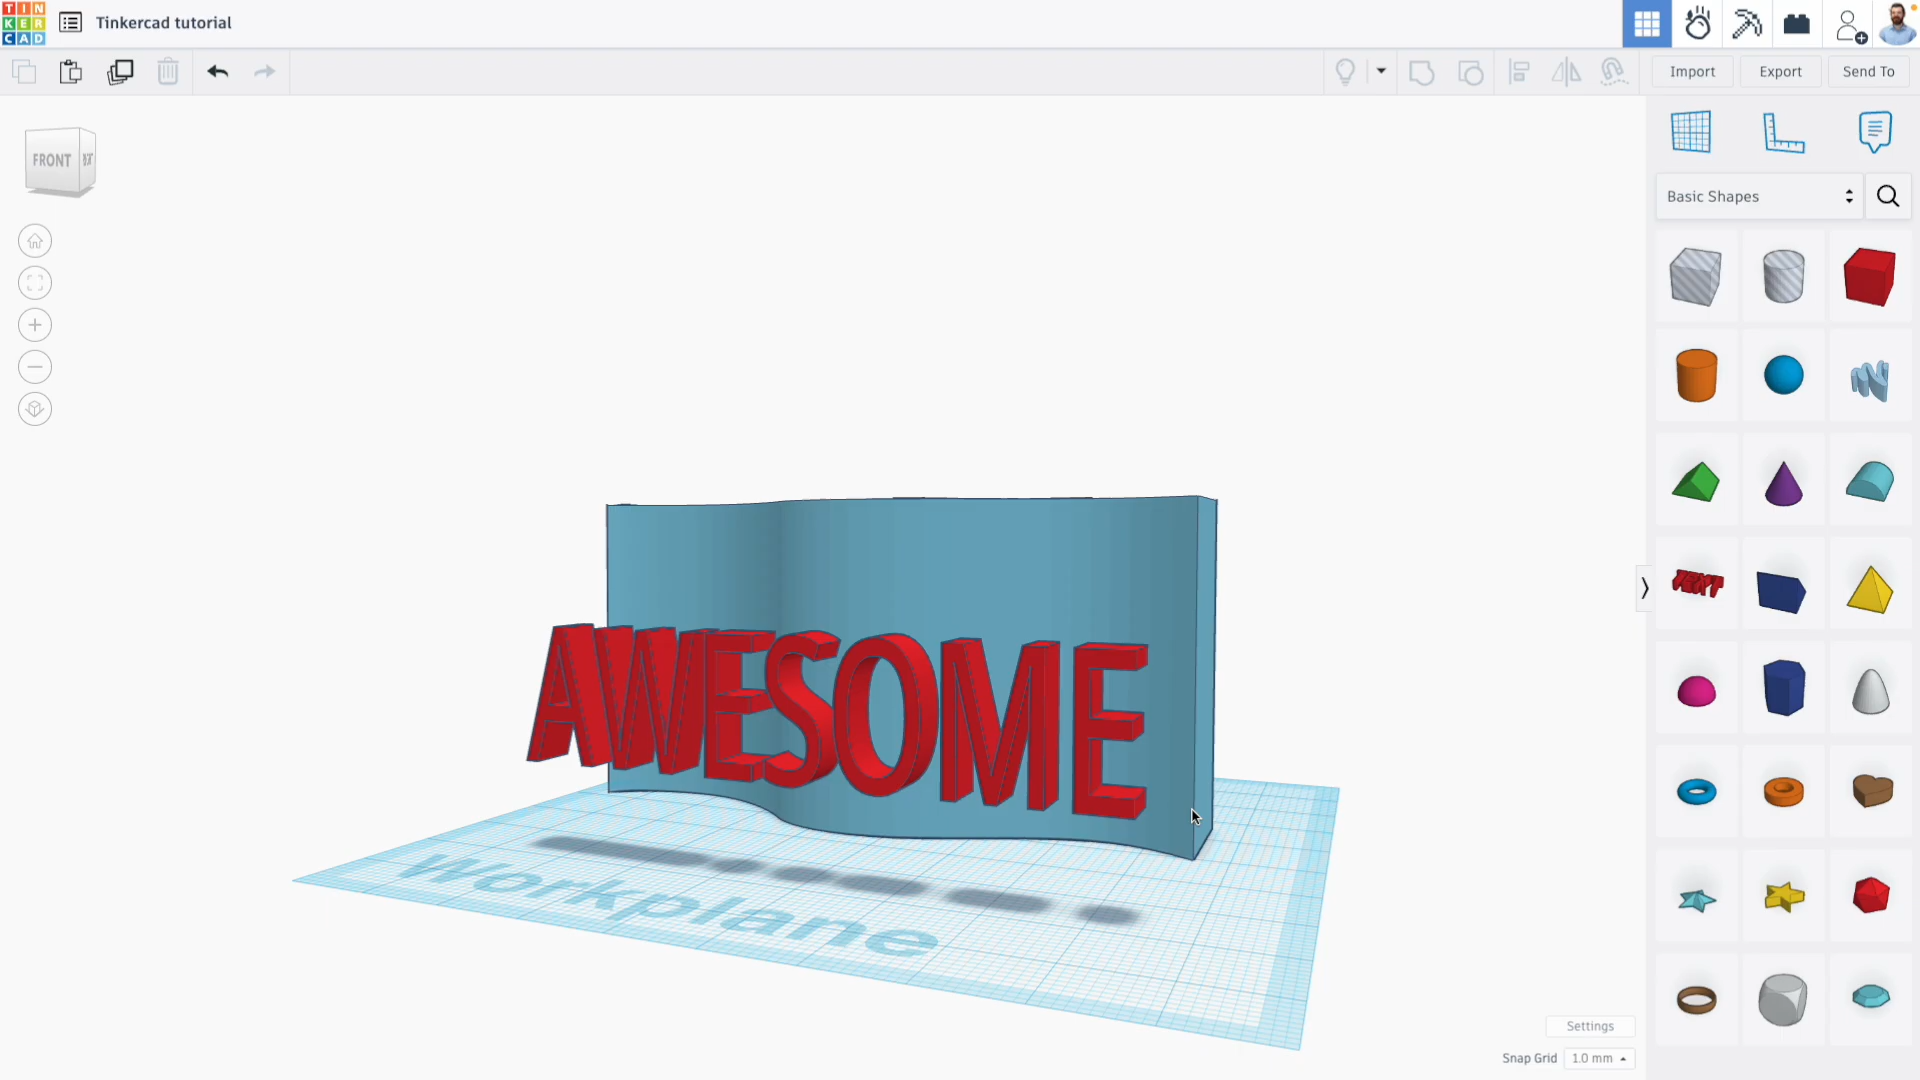 TIN
KER
CAD
Tinkercad tutorial
Import
Export
Send To
FRONT
Basic Shapes
TEXT
AWESOME
Workplane
Settings
Snap Grid
1.0 mm